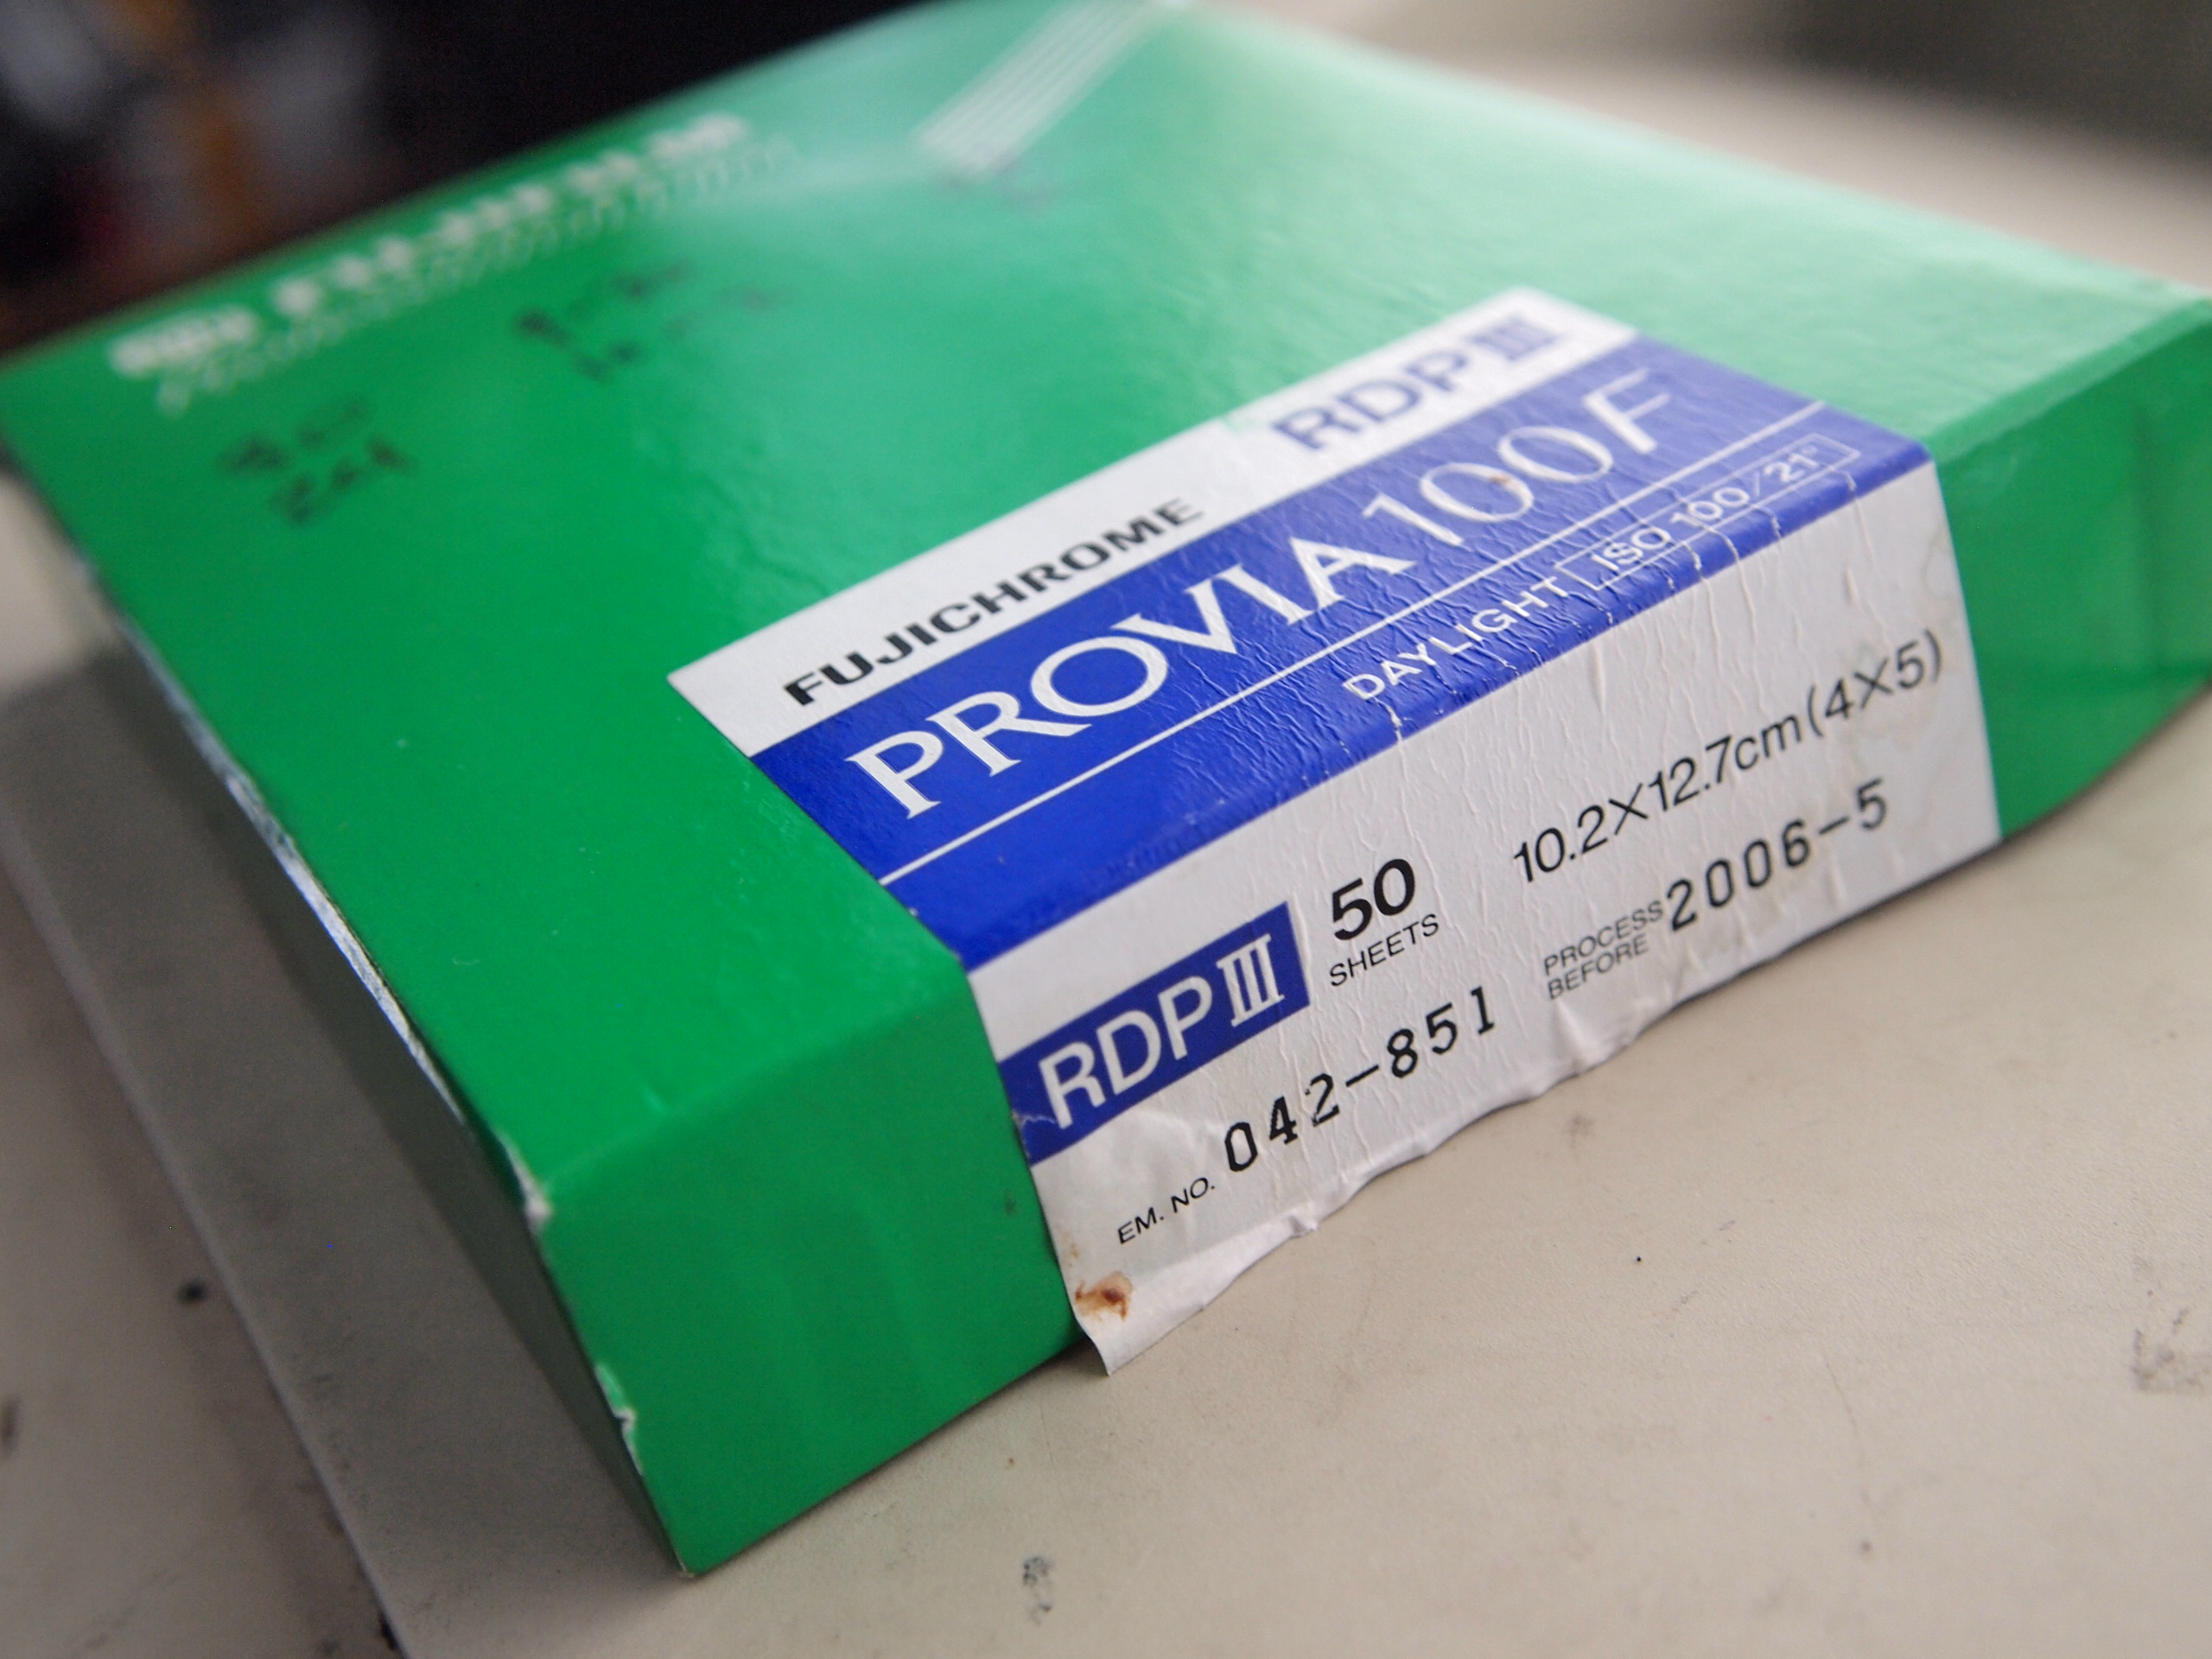 FUJIFILM
FUJICHROME RDP III
PROVIA 100F
DAYLIGHT ISO 100/21°
RDP III 50 SHEETS 10.2×12.7cm(4×5)
EM. NO. 042-851 PROCESS BEFORE 2006-5